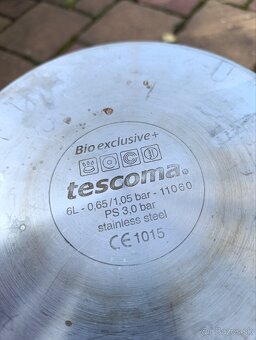 Bio exclusive+
tescoma.
6L - 0,65/1,05 bar - 11060
PS 3,0 bar
stainless steel
CE 1015